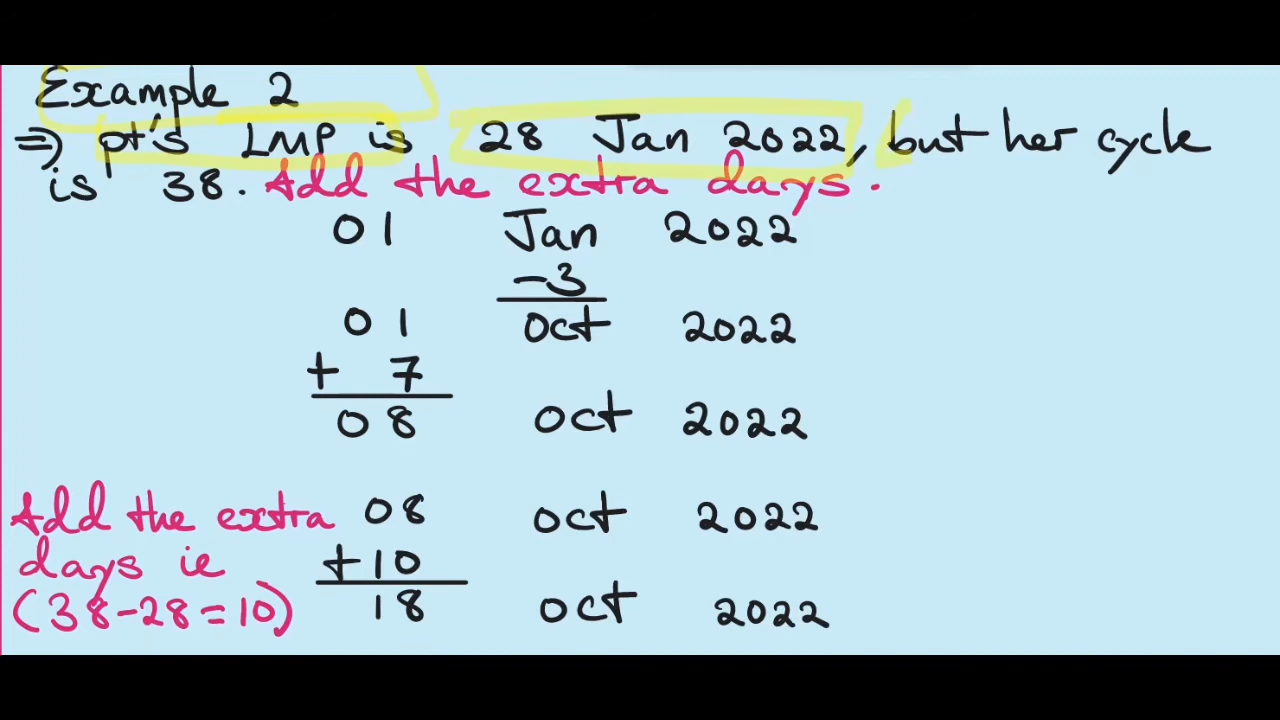 Example 2
⇒ pt's LMP is 28 Jan 2022, but her cycle
is 38. Add the extra days.
01 Jan 2022
-3
01 Oct 2022
+ 7
08 Oct 2022
Add the extra 08 Oct 2022
days ie +10
(38-28=10) 18 Oct 2022